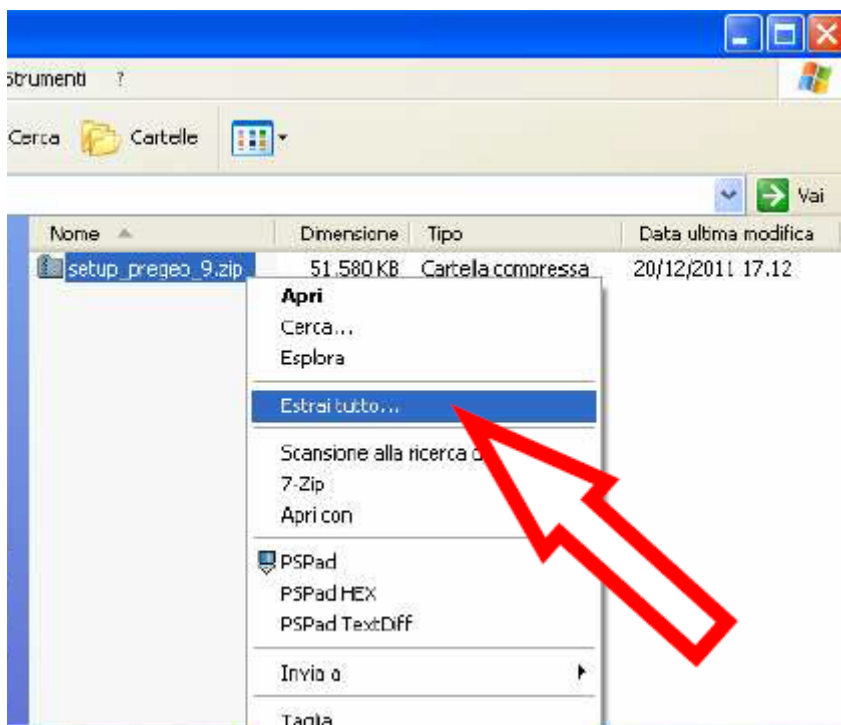 Strumenti ?
Cerca Cartelle
Vai
Nome Dimensione Tipo Data ultima modifica
setup_pregeo_9.zip 51.580 KB Cartella compressa 20/12/2011 17.12
Apri
Cerca...
Esplora
Estrai tutto...
Scansione alla ricerca
7-Zip
Apri con
PSPad
PSPad HEX
PSPad TextDiff
Invia a
Taglia